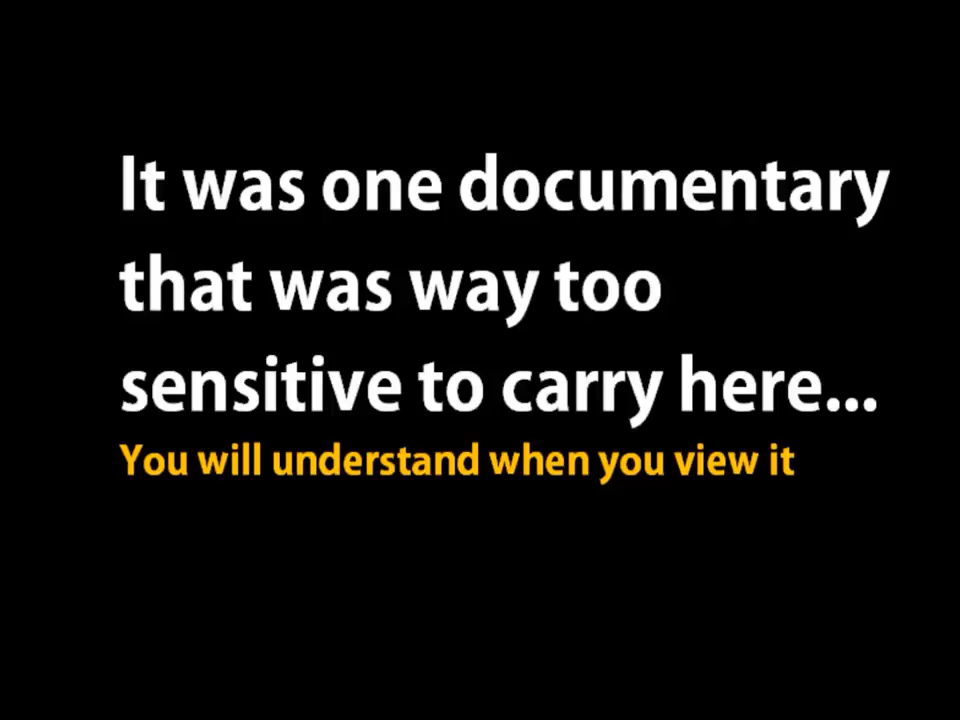 It was one documentary
that was way too
sensitive to carry here...
You will understand when you view it